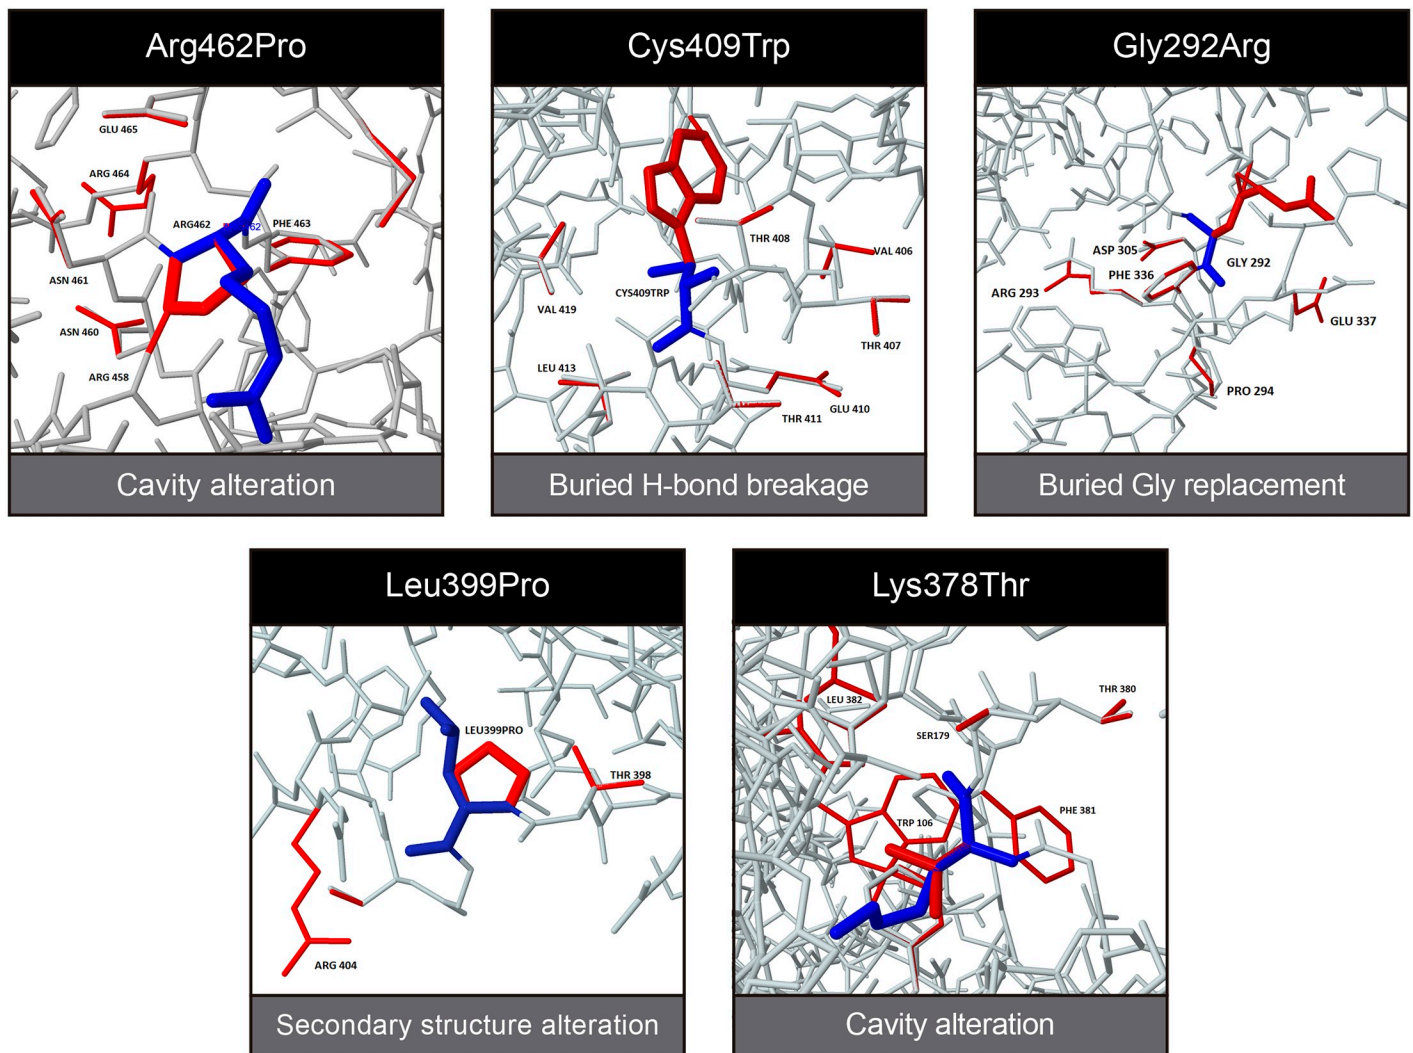 Arg462Pro
GLU 465
ARG 464
ARG462
PHE 463
ASN 461
ASN 460
ARG 458
Cavity alteration
Cys409Trp
THR 408
VAL 406
CYS409TRP
VAL 419
THR 407
LEU 413
GLU 410
THR 411
Buried H-bond breakage
Gly292Arg
ASP 305
PHE 336
GLY 292
ARG 293
GLU 337
PRO 294
Buried Gly replacement
Leu399Pro
LEU399PRO
THR 398
ARG 404
Secondary structure alteration
Lys378Thr
THR 380
LEU 382
SER179
PHE 381
TRP 106
Cavity alteration